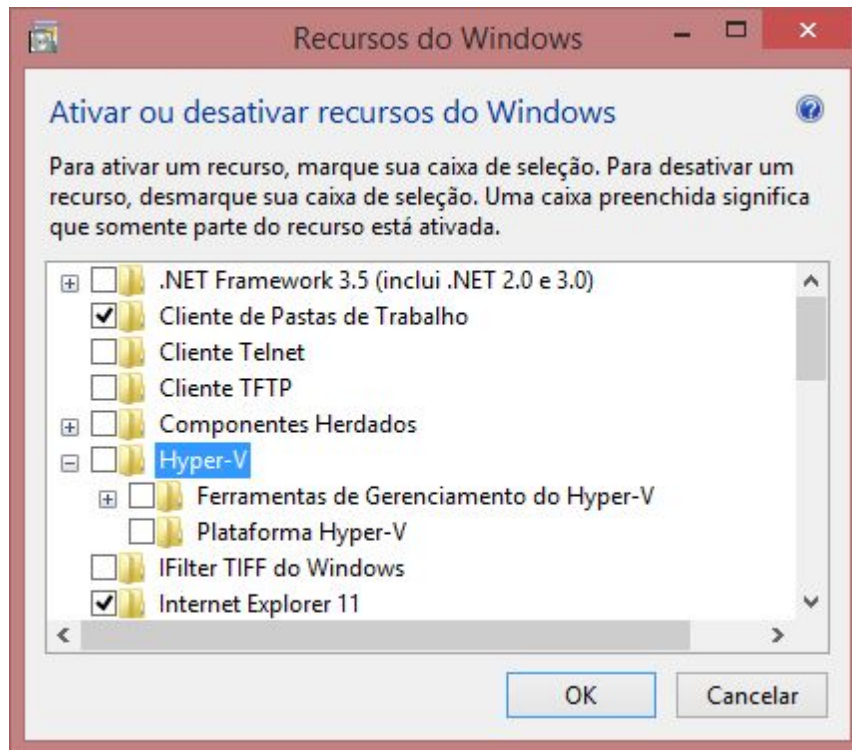 Recursos do Windows
Ativar ou desativar recursos do Windows
Para ativar um recurso, marque sua caixa de seleção. Para desativar um
recurso, desmarque sua caixa de seleção. Uma caixa preenchida significa
que somente parte do recurso está ativada.
.NET Framework 3.5 (inclui .NET 2.0 e 3.0)
Cliente de Pastas de Trabalho
Cliente Telnet
Cliente TFTP
Componentes Herdados
Hyper-V
Ferramentas de Gerenciamento do Hyper-V
Plataforma Hyper-V
IFilter TIFF do Windows
Internet Explorer 11
OK
Cancelar